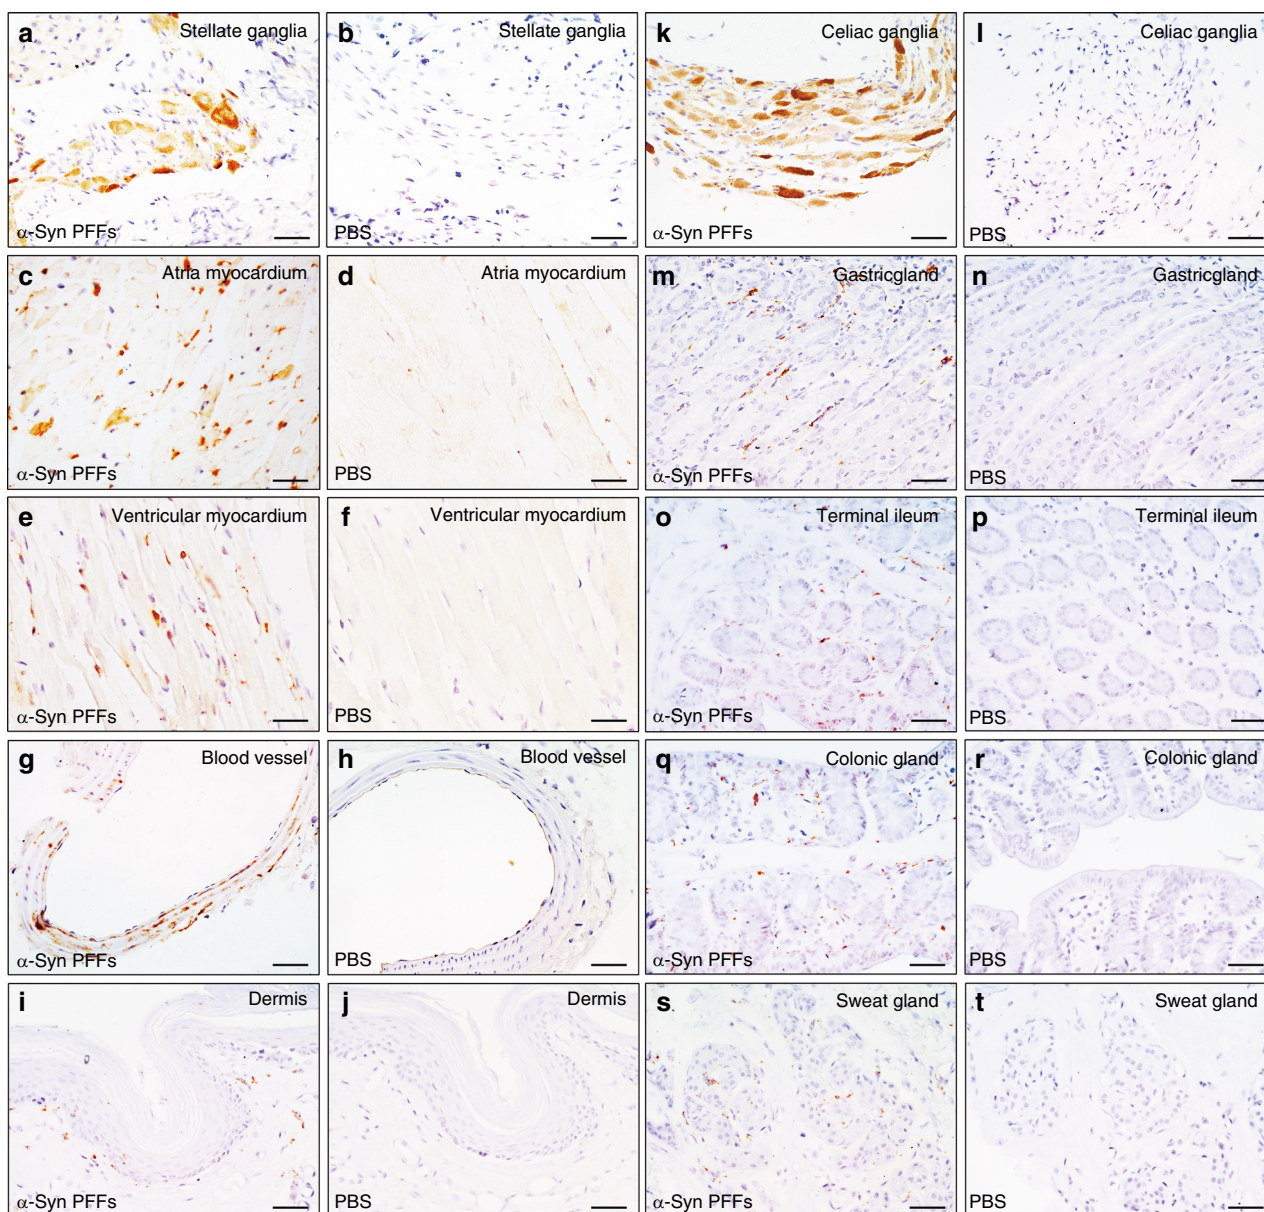 a Stellate ganglia
α-Syn PFFs
b Stellate ganglia
PBS
k Celiac ganglia
α-Syn PFFs
l Celiac ganglia
PBS
c Atria myocardium
α-Syn PFFs
d Atria myocardium
PBS
m Gastricgland
α-Syn PFFs
n Gastricgland
PBS
e Ventricular myocardium
α-Syn PFFs
f Ventricular myocardium
PBS
o Terminal ileum
α-Syn PFFs
p Terminal ileum
PBS
g Blood vessel
α-Syn PFFs
h Blood vessel
PBS
q Colonic gland
α-Syn PFFs
r Colonic gland
PBS
i Dermis
α-Syn PFFs
j Dermis
PBS
s Sweat gland
α-Syn PFFs
t Sweat gland
PBS